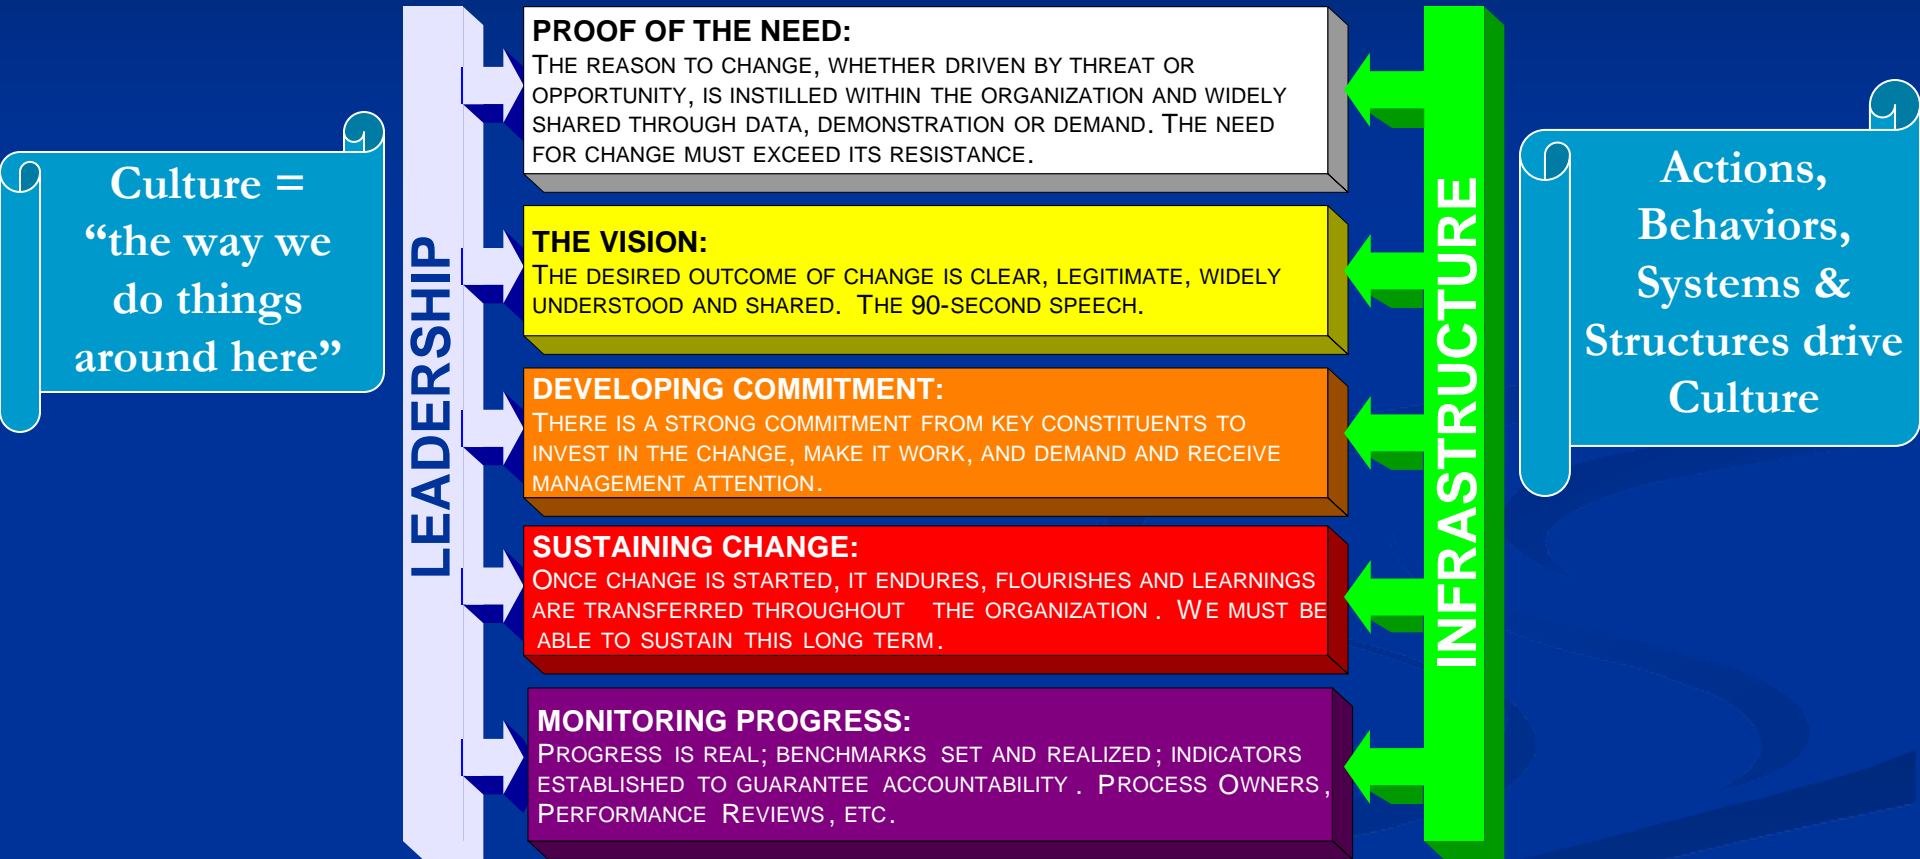 Culture =
“the way we
do things
around here”
LEADERSHIP
PROOF OF THE NEED:
THE REASON TO CHANGE, WHETHER DRIVEN BY THREAT OR
OPPORTUNITY, IS INSTILLED WITHIN THE ORGANIZATION AND WIDELY
SHARED THROUGH DATA, DEMONSTRATION OR DEMAND. THE NEED
FOR CHANGE MUST EXCEED ITS RESISTANCE.
THE VISION:
THE DESIRED OUTCOME OF CHANGE IS CLEAR, LEGITIMATE, WIDELY
UNDERSTOOD AND SHARED. THE 90-SECOND SPEECH.
DEVELOPING COMMITMENT:
THERE IS A STRONG COMMITMENT FROM KEY CONSTITUENTS TO
INVEST IN THE CHANGE, MAKE IT WORK, AND DEMAND AND RECEIVE
MANAGEMENT ATTENTION.
SUSTAINING CHANGE:
ONCE CHANGE IS STARTED, IT ENDURES, FLOURISHES AND LEARNINGS
ARE TRANSFERRED THROUGHOUT THE ORGANIZATION. WE MUST BE
ABLE TO SUSTAIN THIS LONG TERM.
MONITORING PROGRESS:
PROGRESS IS REAL; BENCHMARKS SET AND REALIZED; INDICATORS
ESTABLISHED TO GUARANTEE ACCOUNTABILITY. PROCESS OWNERS,
PERFORMANCE REVIEWS, ETC.
INFRASTRUCTURE
Actions,
Behaviors,
Systems &
Structures drive
Culture